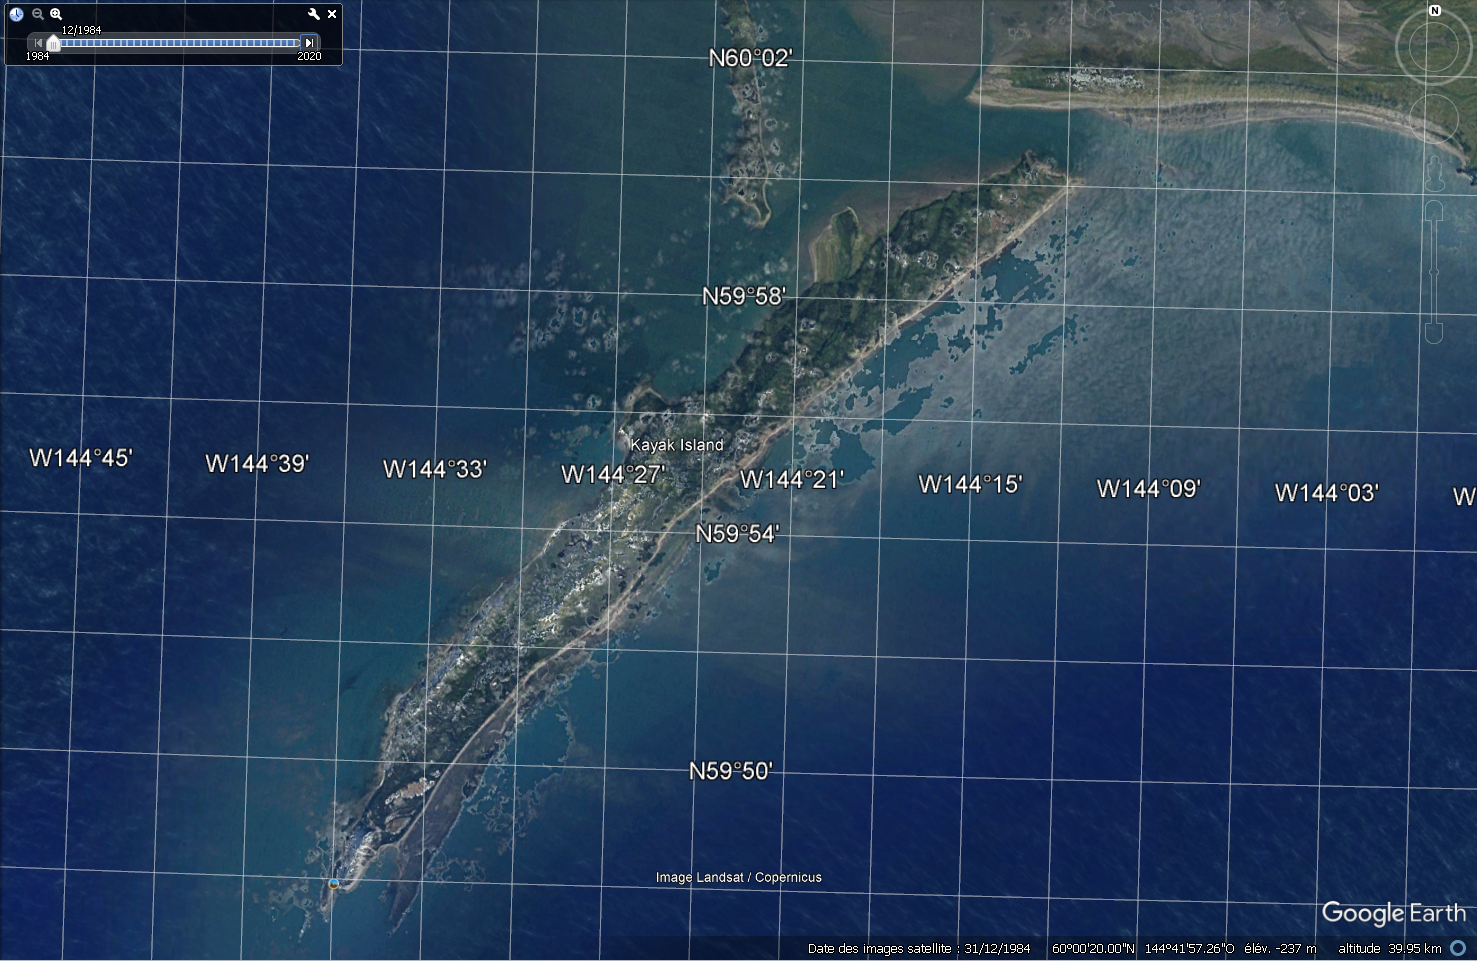 12/1984
1984 2020
N
N60°02'
N59°58'
Kayak Island
W144°45' W144°39' W144°33' W144°27' W144°21' W144°15' W144°09' W144°03' W
N59°54'
N59°50'
Image Landsat / Copernicus
Google Earth
Date des images satellite : 31/12/1984 60°00'20.00"N 144°41'57.26"O élév. -237 m altitude 39.95 km